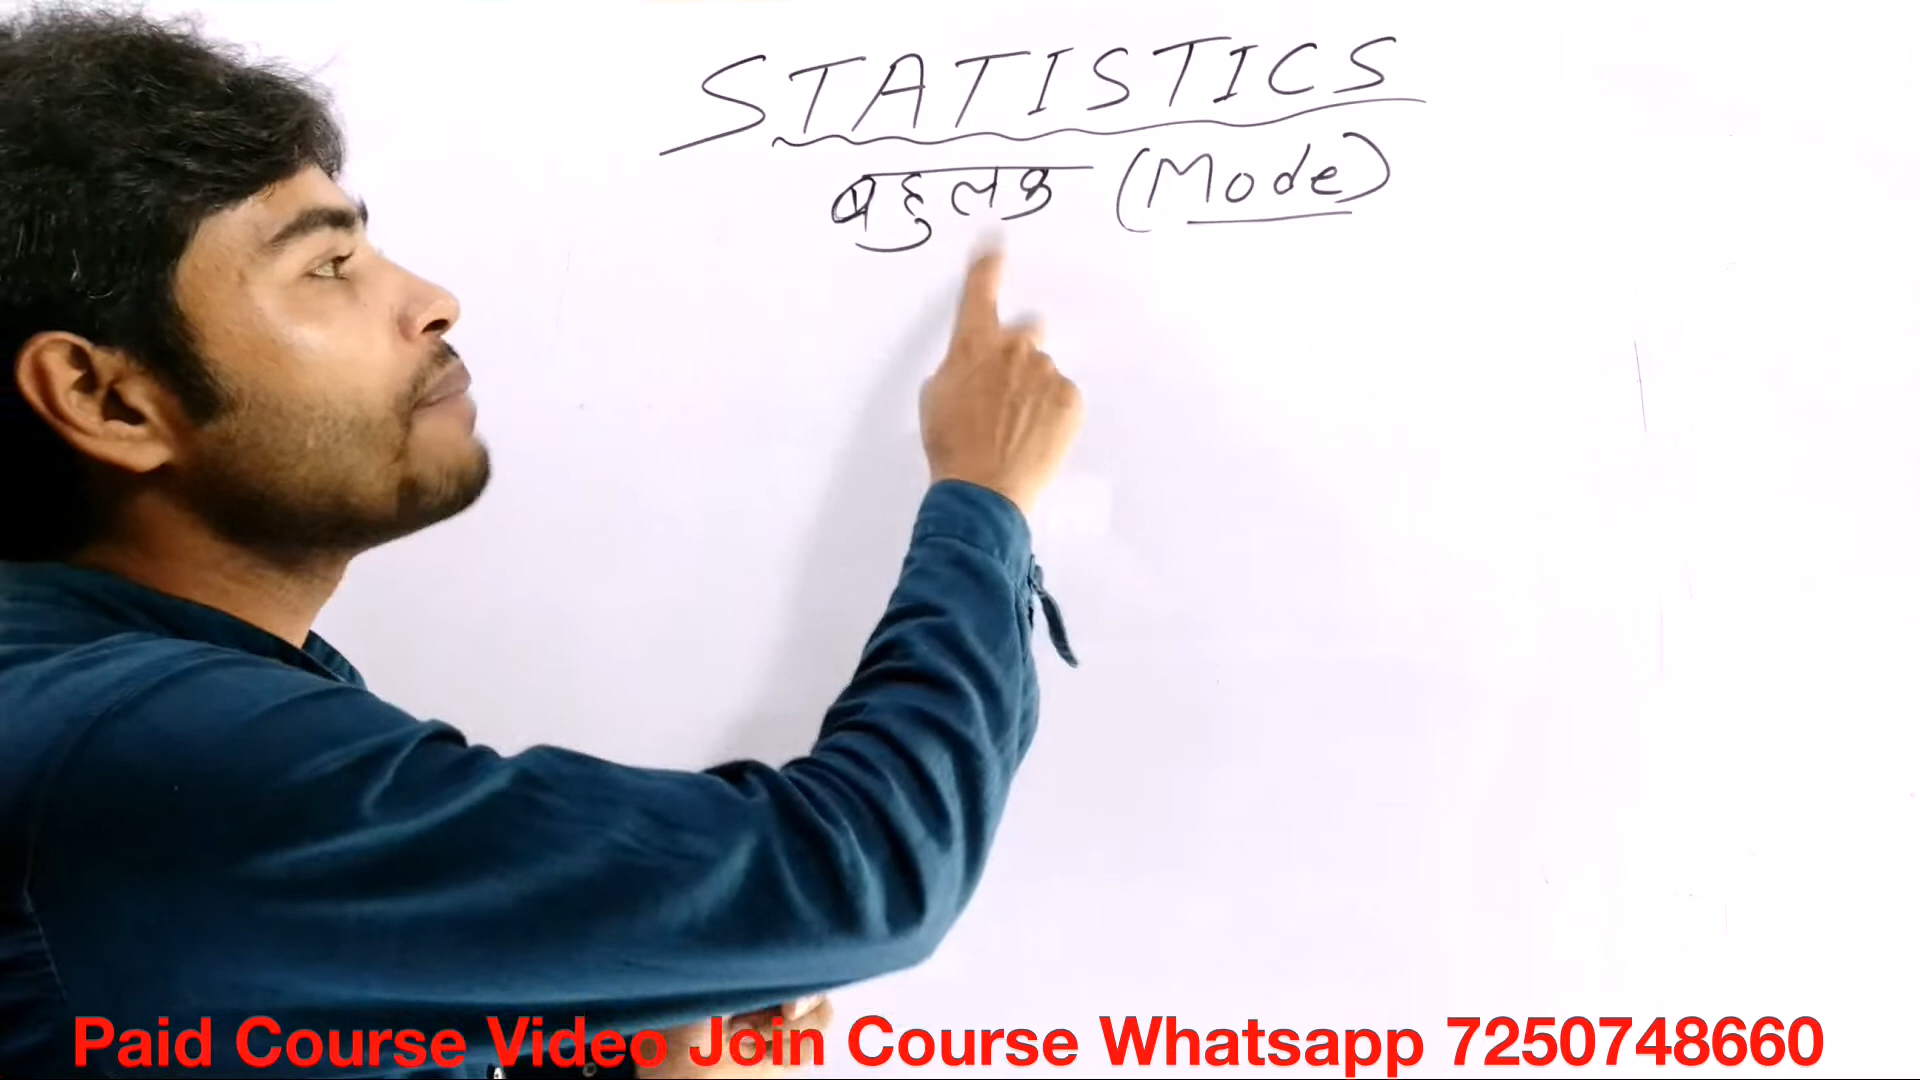 STATISTICS
बहुलक (Mode)
Paid Course Video Join Course Whatsapp 7250748660